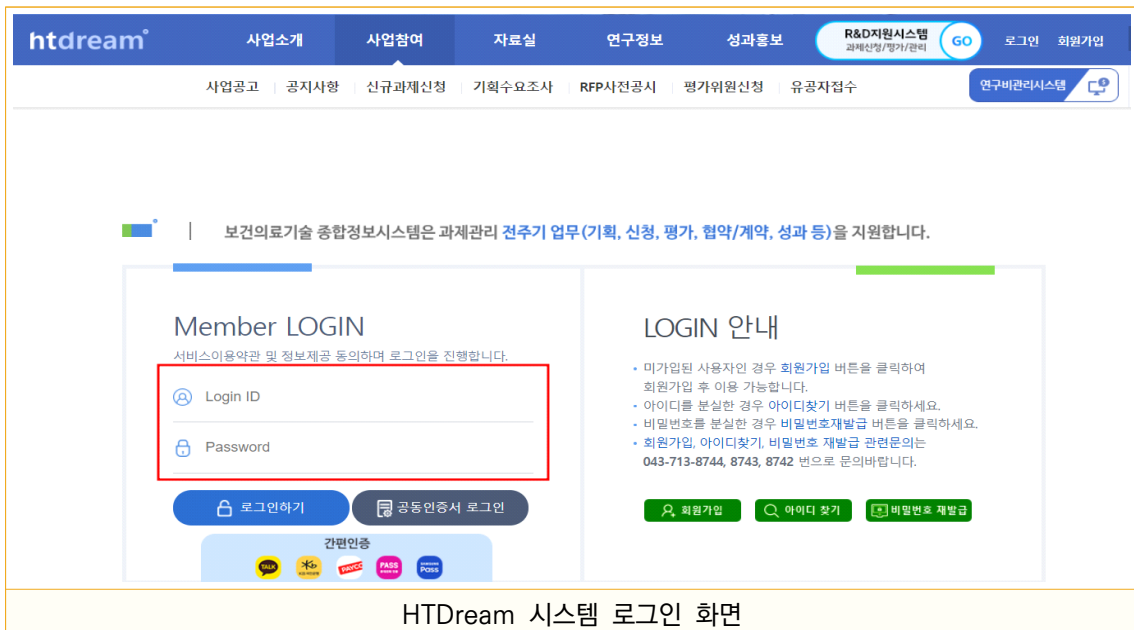 htdream
사업소개 사업참여 자료실 연구정보 성과홍보 R&D지원시스템 GO 로그인 회원가입
과제신청/평가/관리
사업공고 공지사항 신규과제신청 기획수요조사 RFP사전공시 평가위원신청 유공자접수 연구비관리시스템
보건의료기술 종합정보시스템은 과제관리 전주기 업무(기획, 신청, 평가, 협약/계약, 성과 등)을 지원합니다.
Member LOGIN
서비스이용약관 및 정보제공 동의하며 로그인을 진행합니다.
Login ID
Password
로그인하기 공동인증서 로그인
간편인증
TALK PAYCO PASS Pass
LOGIN 안내
• 미가입된 사용자인 경우 회원가입 버튼을 클릭하여
회원가입 후 이용 가능합니다.
• 아이디를 분실한 경우 아이디찾기 버튼을 클릭하세요.
• 비밀번호를 분실한 경우 비밀번호재발급 버튼을 클릭하세요.
• 회원가입, 아이디찾기, 비밀번호 재발급 관련문의는
043-713-8744, 8743, 8742 번으로 문의바랍니다.
회원가입 아이디 찾기 비밀번호 재발급
HTDream 시스템 로그인 화면